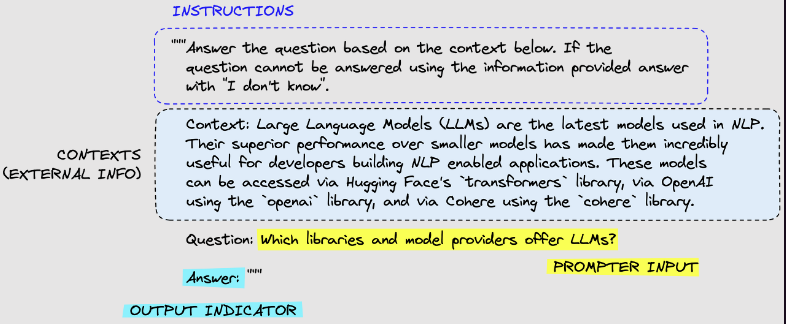 INSTRUCTIONS
"""Answer the question based on the context below. If the
question cannot be answered using the information provided answer
with "I don't know".
Context: Large Language Models (LLMs) are the latest models used in NLP.
Their superior performance over smaller models has made them incredibly
useful for developers building NLP enabled applications. These models
can be accessed via Hugging Face's `transformers` library, via OpenAI
using the `openai` library, and via Cohere using the `cohere` library.
CONTEXTS
(EXTERNAL INFO)
Question: Which libraries and model providers offer LLMs?
PROMPTER INPUT
Answer: """
OUTPUT INDICATOR